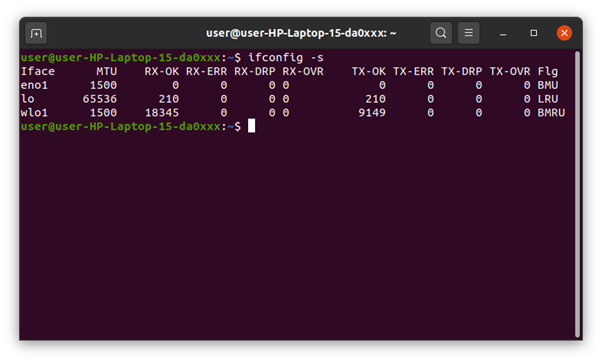 user@user-HP-Laptop-15-da0xxx: ~
user@user-HP-Laptop-15-da0xxx:~$ ifconfig -s
Iface      MTU    RX-OK RX-ERR RX-DRP RX-OVR    TX-OK TX-ERR TX-DRP TX-OVR Flg
eno1      1500        0      0      0 0             0      0      0      0 BMU
lo       65536      210      0      0 0           210      0      0      0 LRU
wlo1      1500    18345      0      0 0          9149      0      0      0 BMRU
user@user-HP-Laptop-15-da0xxx:~$